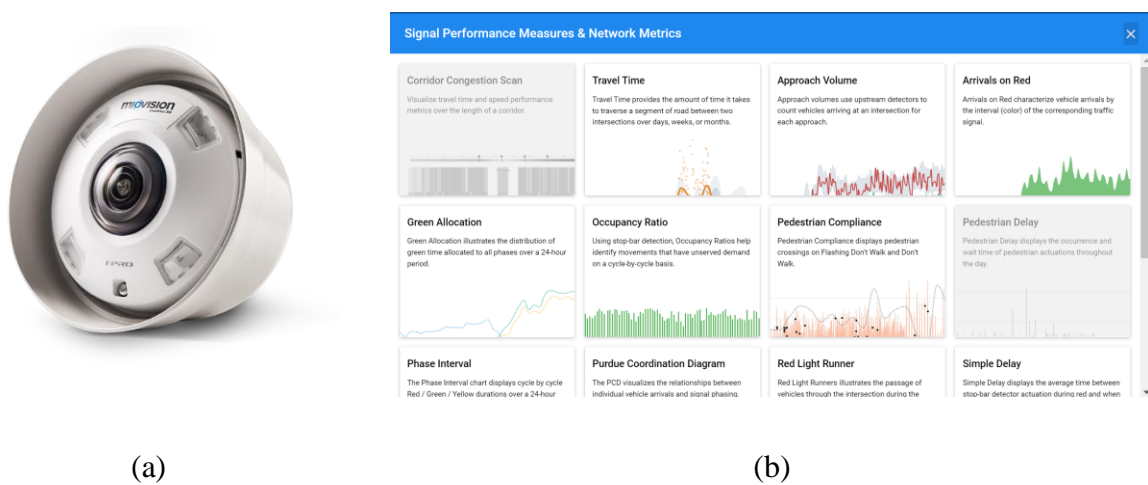 miovision
i-PRO
(a)
Signal Performance Measures & Network Metrics
Corridor Congestion Scan
Visualize travel time and speed performance
metrics over the length of a corridor.
Travel Time
Travel Time provides the amount of time it takes
to traverse a segment of road between two
intersections over days, weeks, or months.
Approach Volume
Approach volumes use upstream detectors to
count vehicles arriving at an intersection for
each approach.
Arrivals on Red
Arrivals on Red characterize vehicle arrivals by
the interval (color) of the corresponding traffic
signal.
Green Allocation
Green Allocation illustrates the distribution of
green time allocated to all phases over a 24-hour
period.
Occupancy Ratio
Using stop-bar detection, Occupancy Ratios help
identify movements that have unserved demand
on a cycle-by-cycle basis.
Pedestrian Compliance
Pedestrian Compliance displays pedestrian
crossings on Flashing Don't Walk and Don't
Walk.
Pedestrian Delay
Pedestrian Delay displays the occurrence and
wait time of pedestrian actuations throughout
the day.
Phase Interval
The Phase Interval chart displays cycle by cycle
Red / Green / Yellow durations over a 24-hour
Purdue Coordination Diagram
The PCD visualizes the relationships between
individual vehicle arrivals and signal phasing.
Red Light Runner
Red Light Runners illustrates the passage of
vehicles through the intersection during the
Simple Delay
Simple Delay displays the average time between
stop-bar detector actuation during red and when
(b)